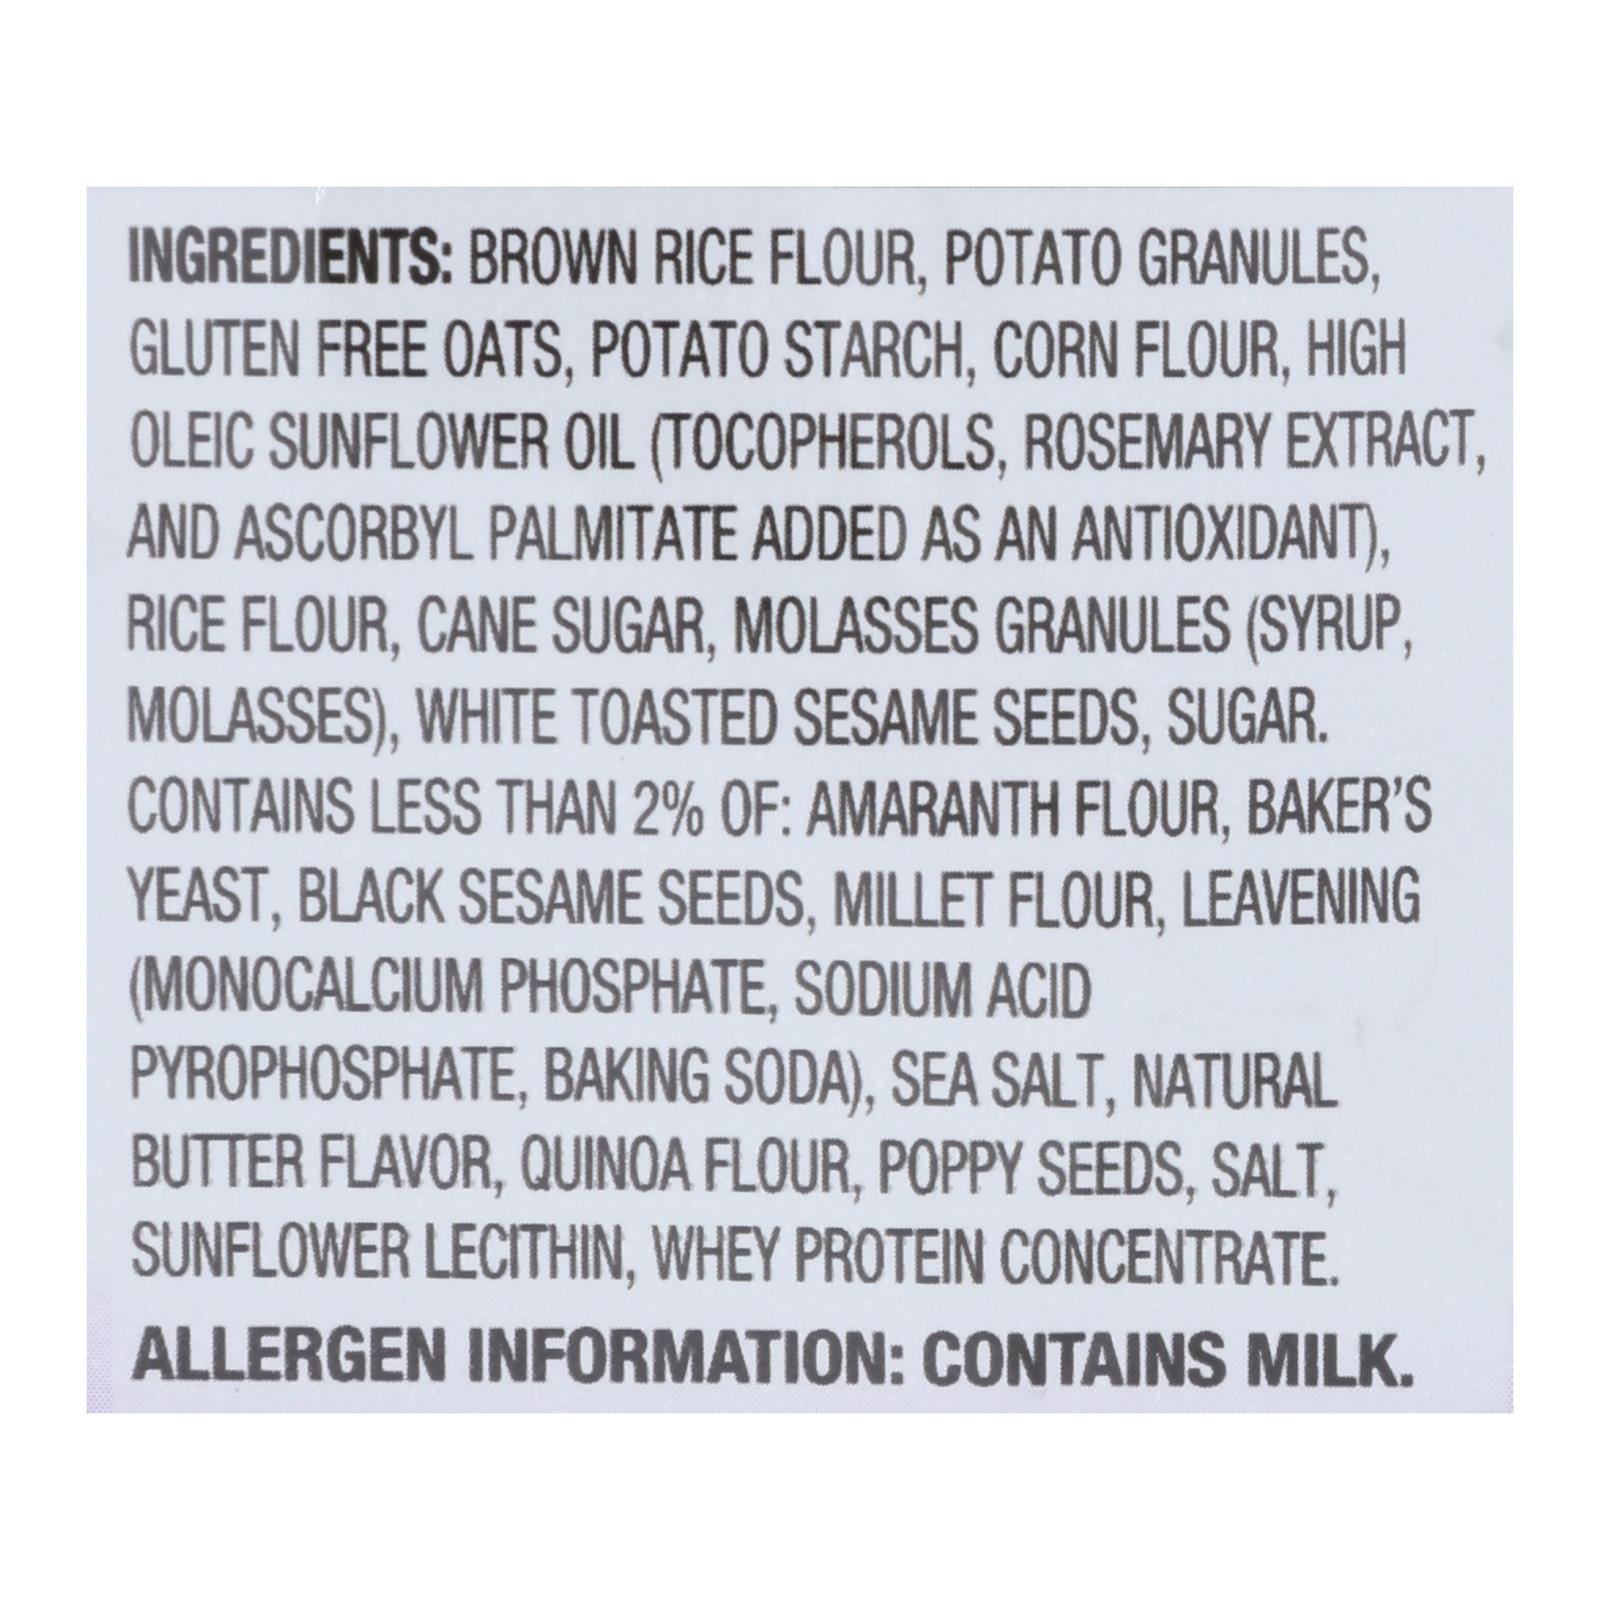 INGREDIENTS: BROWN RICE FLOUR, POTATO GRANULES,
GLUTEN FREE OATS, POTATO STARCH, CORN FLOUR, HIGH
OLEIC SUNFLOWER OIL (TOCOPHEROLS, ROSEMARY EXTRACT,
AND ASCORBYL PALMITATE ADDED AS AN ANTIOXIDANT),
RICE FLOUR, CANE SUGAR, MOLASSES GRANULES (SYRUP,
MOLASSES), WHITE TOASTED SESAME SEEDS, SUGAR.
CONTAINS LESS THAN 2% OF: AMARANTH FLOUR, BAKER'S
YEAST, BLACK SESAME SEEDS, MILLET FLOUR, LEAVENING
(MONOCALCIUM PHOSPHATE, SODIUM ACID
PYROPHOSPHATE, BAKING SODA), SEA SALT, NATURAL
BUTTER FLAVOR, QUINOA FLOUR, POPPY SEEDS, SALT,
SUNFLOWER LECITHIN, WHEY PROTEIN CONCENTRATE.
ALLERGEN INFORMATION: CONTAINS MILK.